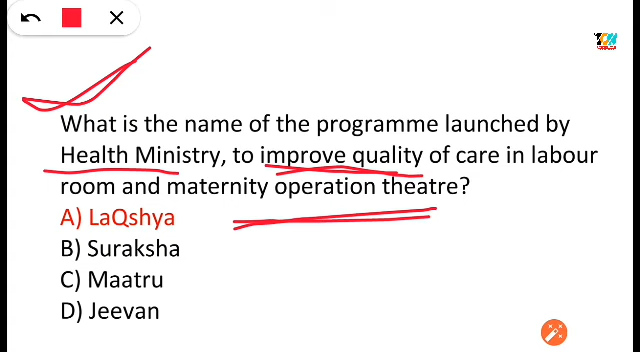 What is the name of the programme launched by
Health Ministry, to improve quality of care in labour
room and maternity operation theatre?
A) LaQshya
B) Suraksha
C) Maatru
D) Jeevan